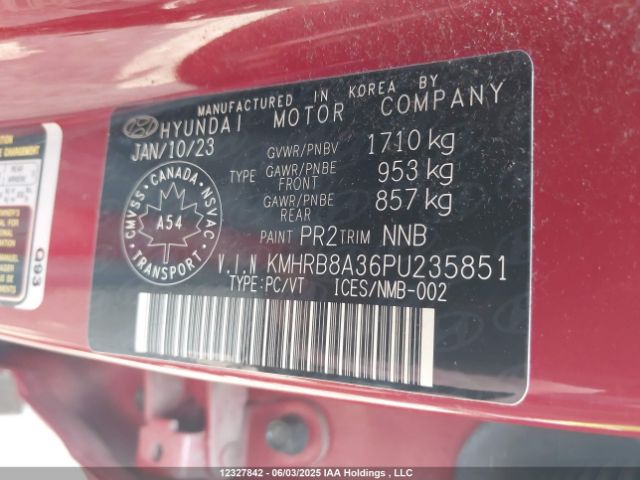 MANUFACTURED IN KOREA BY
HYUNDAI MOTOR COMPANY
JAN/10/23
GVWR/PNBV 1710 kg
TYPE GAWR/PNBE FRONT 953 kg
GAWR/PNBE REAR 857 kg
CMVSS · CANADA · NSVAC
A54
TRANSPORT
PAINT PR2 TRIM NNB
V.I.N KMHRB8A36PU235851
TYPE:PC/VT ICES/NMB-002
G93
12327842 - 06/03/2025 IAA Holdings , LLC